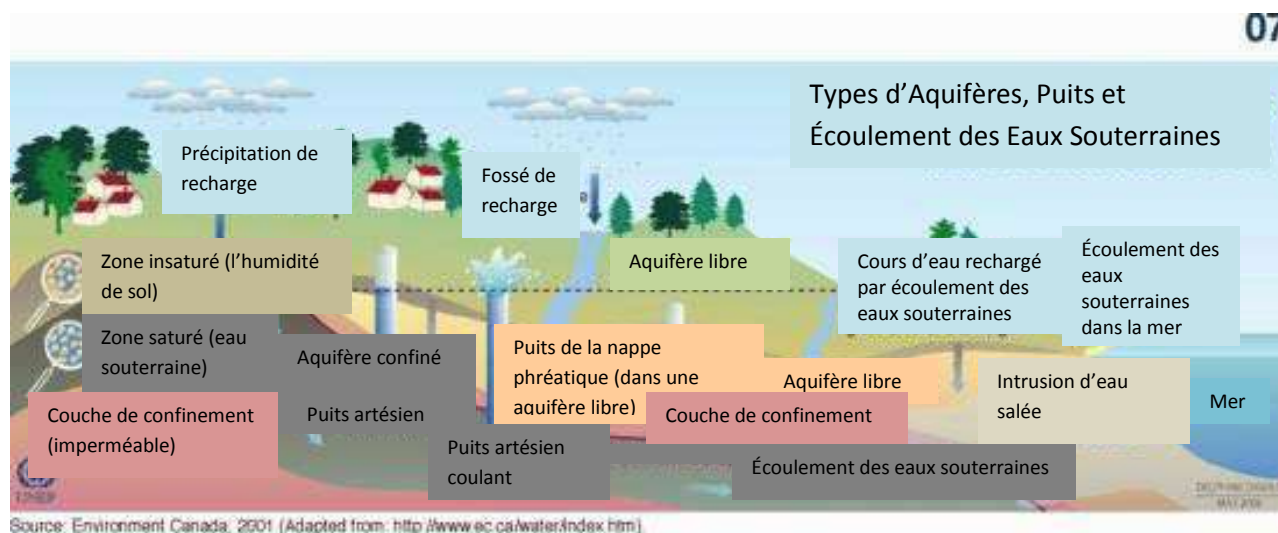 07
Types d’Aquifères, Puits et
Écoulement des Eaux Souterraines
Précipitation de
recharge
Fossé de
recharge
Zone insaturé (l’humidité
de sol)
Aquifère libre
Cours d’eau rechargé
par écoulement des
eaux souterraines
Écoulement des
eaux
souterraines
dans la mer
Zone saturé (eau
souterraine)
Aquifère confiné
Puits de la nappe
phréatique (dans une
aquifère libre)
Aquifère libre
Intrusion d’eau
salée
Mer
Couche de confinement
(imperméable)
Puits artésien
Couche de confinement
Puits artésien
coulant
Écoulement des eaux souterraines
UNEP
Source: Environment Canada, 2001 (Adapted from: http://www.ec.ca/water/index.htm).